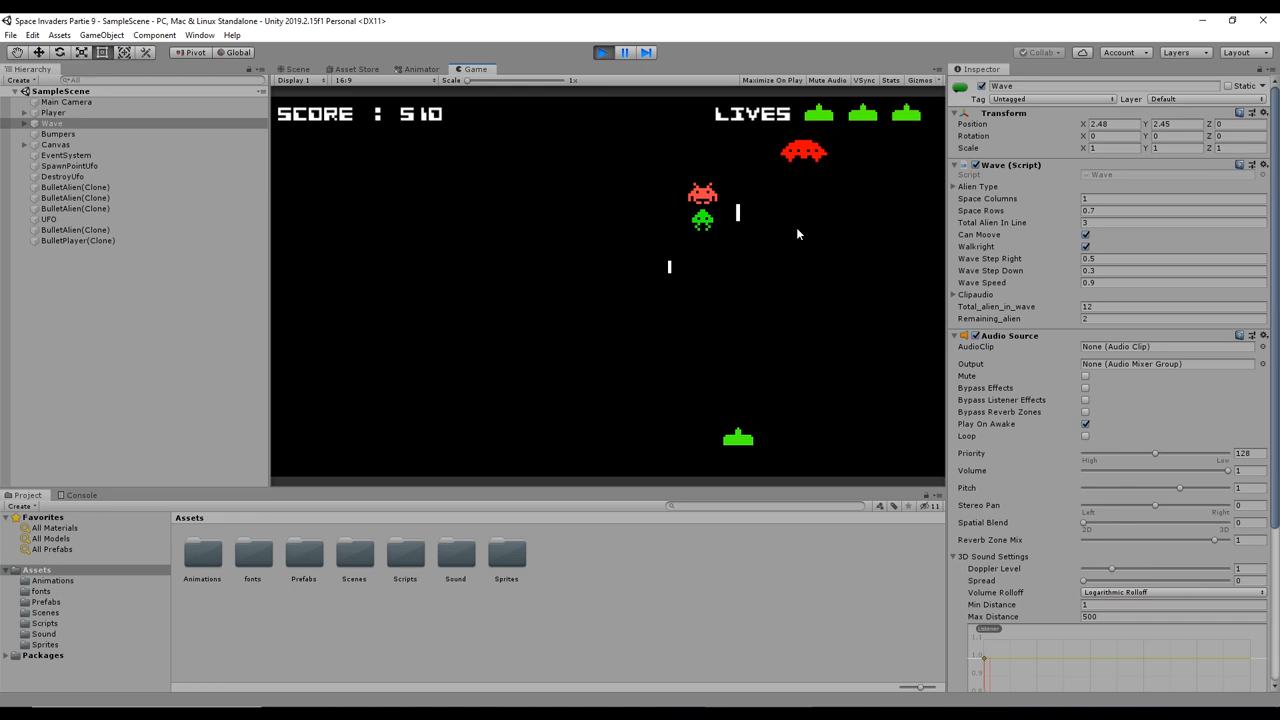 Space Invaders Partie 9 - SampleScene - PC, Mac & Linux Standalone - Unity 2019.2.15f1 Personal <DX11>
File Edit Assets GameObject Component Window Help
Pivot Global Collab Account Layers Layout
Hierarchy
Create All
SampleScene
Main Camera
Player
Wave
Bumpers
Canvas
EventSystem
SpawnPointUfo
DestroyUfo
BulletAlien(Clone)
BulletAlien(Clone)
BulletAlien(Clone)
UFO
BulletAlien(Clone)
BulletPlayer(Clone)
Scene Asset Store Animator Game
Display 1 16:9 Scale 1x Maximize On Play Mute Audio VSync Stats Gizmos
SCORE : 510 LIVES
Inspector
Wave Static
Tag Untagged Layer Default
Transform
Position X 2.48 Y 2.45 Z 0
Rotation X 0 Y 0 Z 0
Scale X 1 Y 1 Z 1
Wave (Script)
Script Wave
Alien Type
Space Columns 1
Space Rows 0.7
Total Alien In Line 3
Can Moove
Walkright
Wave Step Right 0.5
Wave Step Down 0.3
Wave Speed 0.9
Clipaudio
Total_alien_in_wave 12
Remaining_alien 2
Audio Source
AudioClip None (Audio Clip)
Output None (Audio Mixer Group)
Mute
Bypass Effects
Bypass Listener Effects
Bypass Reverb Zones
Play On Awake
Loop
Priority 128
High Low
Volume 1
Pitch 1
Stereo Pan 0
Left Right
Spatial Blend 0
2D 3D
Reverb Zone Mix 1
3D Sound Settings
Doppler Level 1
Spread 0
Volume Rolloff Logarithmic Rolloff
Min Distance 1
Max Distance 500
Listener
1.1
1.0
0.9
0.8
Project Console
Create 11
Favorites
All Materials
All Models
All Prefabs
Assets
Animations
fonts
Prefabs
Scenes
Scripts
Sound
Sprites
Packages
Assets
Animations fonts Prefabs Scenes Scripts Sound Sprites